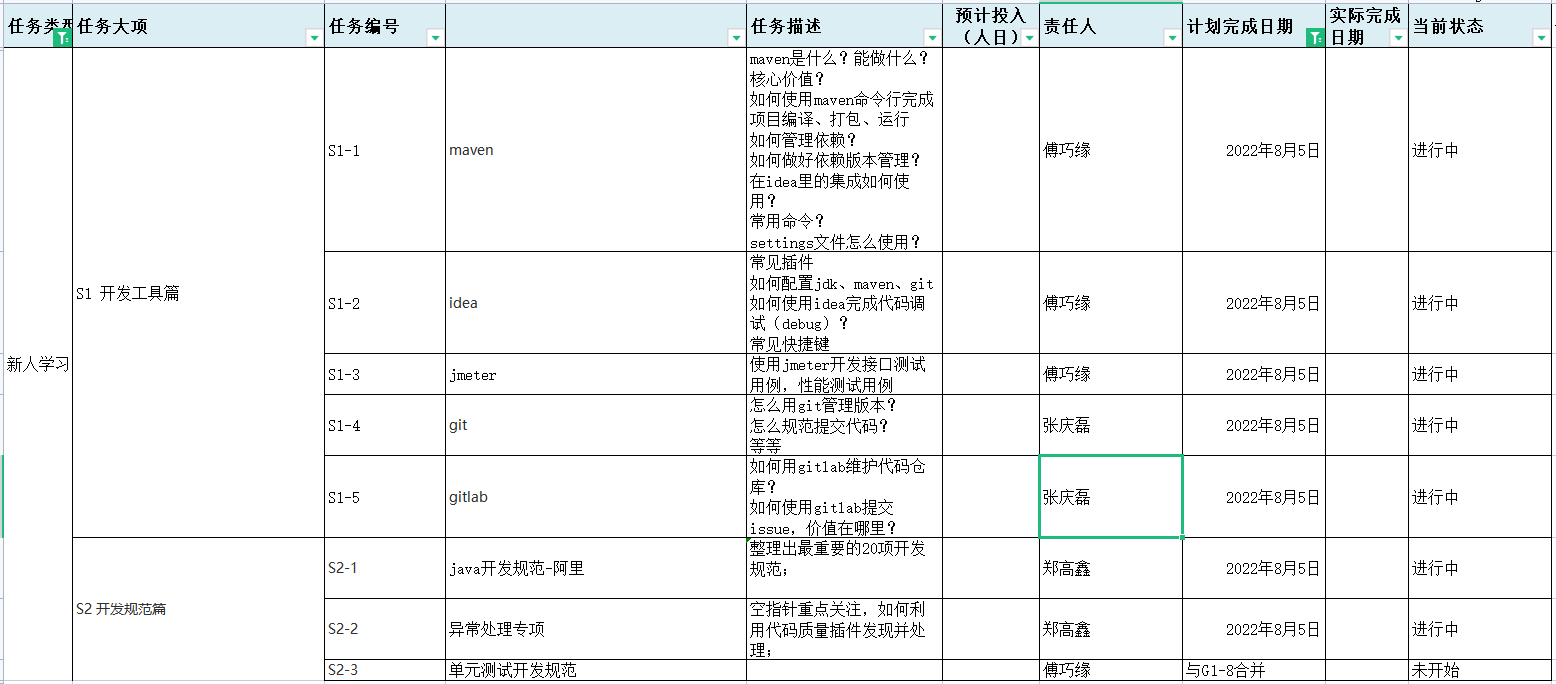 任务类型
任务大项
任务编号
任务描述
预计投入
（人日）
责任人
计划完成日期
实际完成
日期
当前状态
新人学习
S1 开发工具篇
S1-1
maven
maven是什么？能做什么？
核心价值？
如何使用maven命令行完成
项目编译、打包、运行
如何管理依赖？
如何做好依赖版本管理？
在idea里的集成如何使
用？
常用命令？
settings文件怎么使用？
傅巧缘
2022年8月5日
进行中
S1-2
idea
常见插件
如何配置jdk、maven、git
如何使用idea完成代码调
试（debug）？
常见快捷键
傅巧缘
2022年8月5日
进行中
S1-3
jmeter
使用jmeter开发接口测试
用例，性能测试用例
傅巧缘
2022年8月5日
进行中
S1-4
git
怎么用git管理版本？
怎么规范提交代码？
等等
张庆磊
2022年8月5日
进行中
S1-5
gitlab
如何用gitlab维护代码仓
库？
如何使用gitlab提交
issue，价值在哪里？
张庆磊
2022年8月5日
进行中
S2 开发规范篇
S2-1
java开发规范-阿里
整理出最重要的20项开发
规范；
郑高鑫
2022年8月5日
进行中
S2-2
异常处理专项
空指针重点关注，如何利
用代码质量插件发现并处
理；
郑高鑫
2022年8月5日
进行中
S2-3
单元测试开发规范
傅巧缘
与G1-8合并
未开始